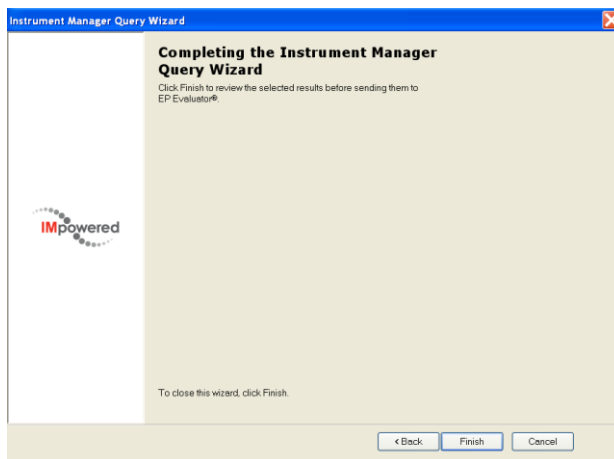 Instrument Manager Query Wizard
Completing the Instrument Manager
Query Wizard
Click Finish to review the selected results before sending them to
EP Evaluator®.
IMpowered
To close this wizard, click Finish.
< Back
Finish
Cancel